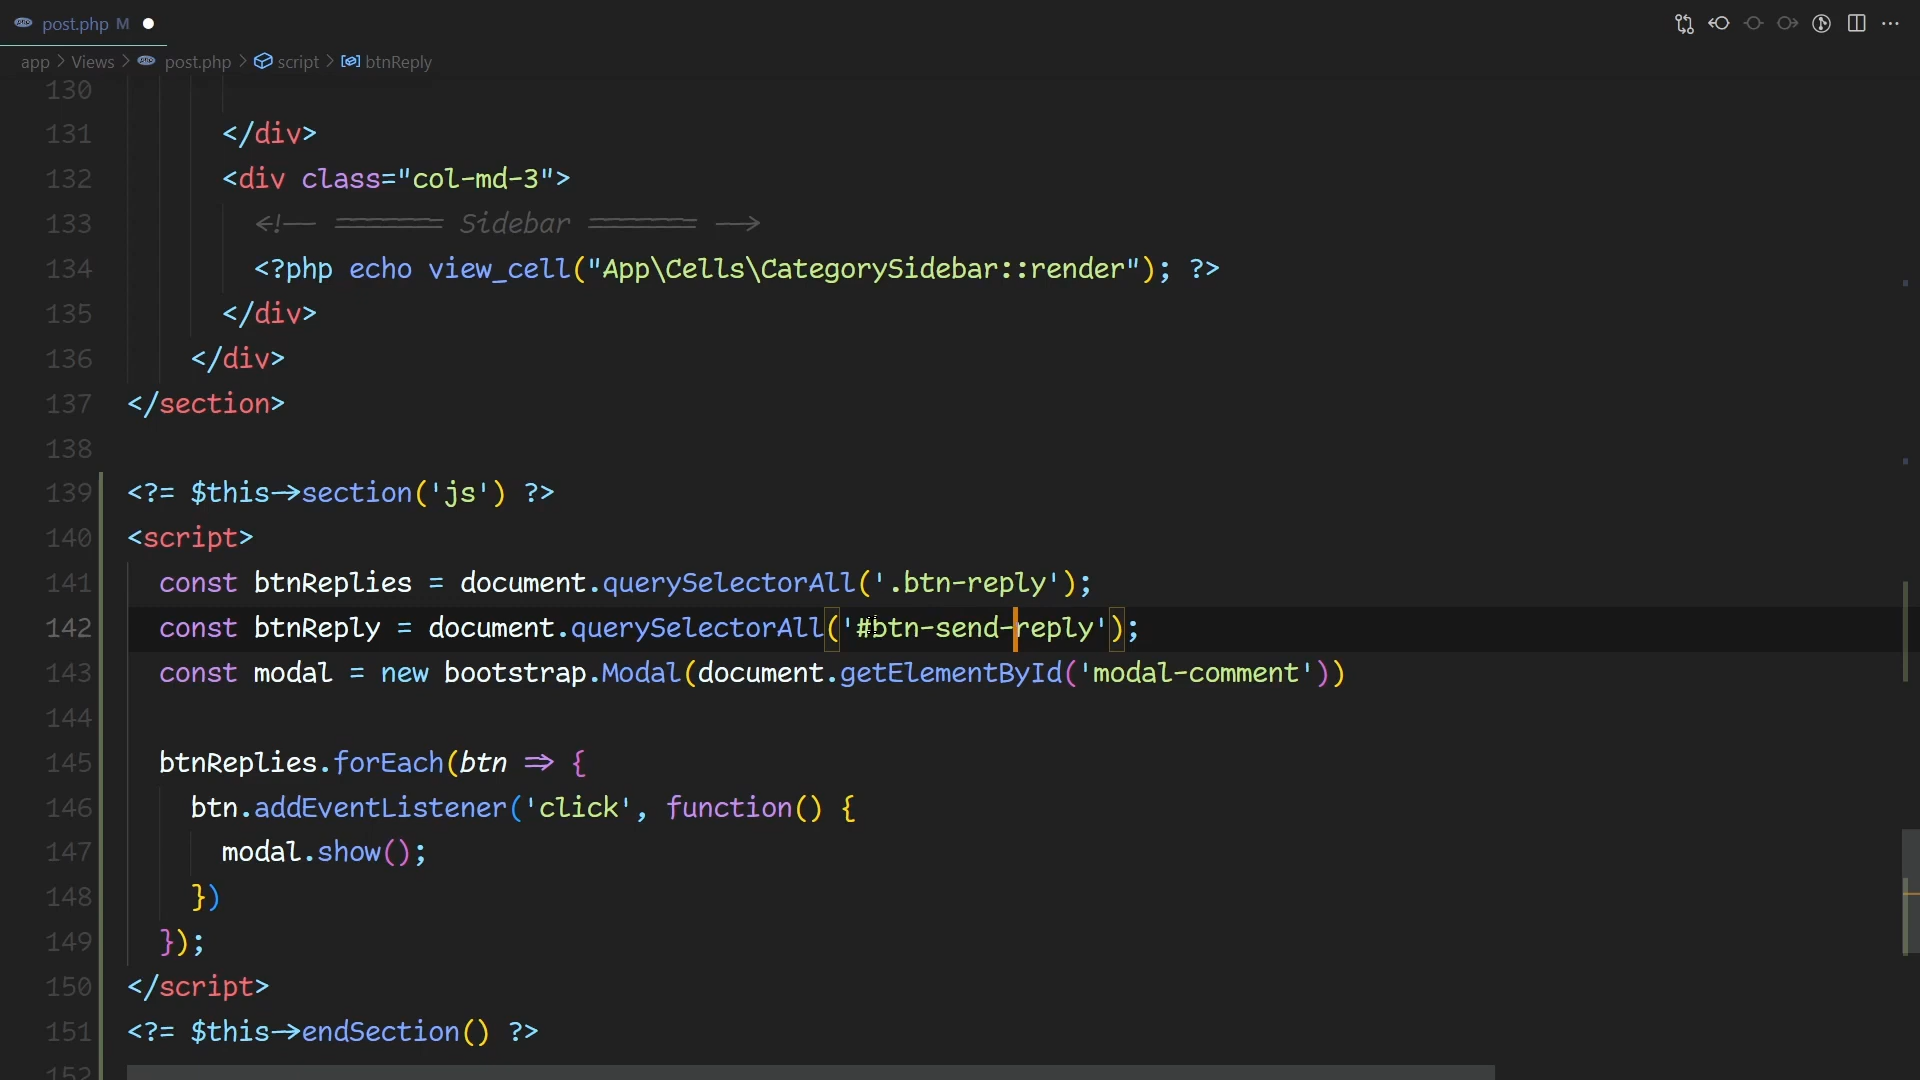 post.php M
app > Views > post.php > script > btnReply
130
131 </div>
132 <div class="col-md-3">
133 <!-- ======= Sidebar ======= -->
134 <?php echo view_cell("App\Cells\CategorySidebar::render"); ?>
135 </div>
136 </div>
137 </section>
138
139 <?= $this->section('js') ?>
140 <script>
141 const btnReplies = document.querySelectorAll('.btn-reply');
142 const btnReply = document.querySelectorAll('#btn-send-reply');
143 const modal = new bootstrap.Modal(document.getElementById('modal-comment'))
144
145 btnReplies.forEach(btn => {
146 btn.addEventListener('click', function() {
147 modal.show();
148 })
149 });
150 </script>
151 <?= $this->endSection() ?>
152